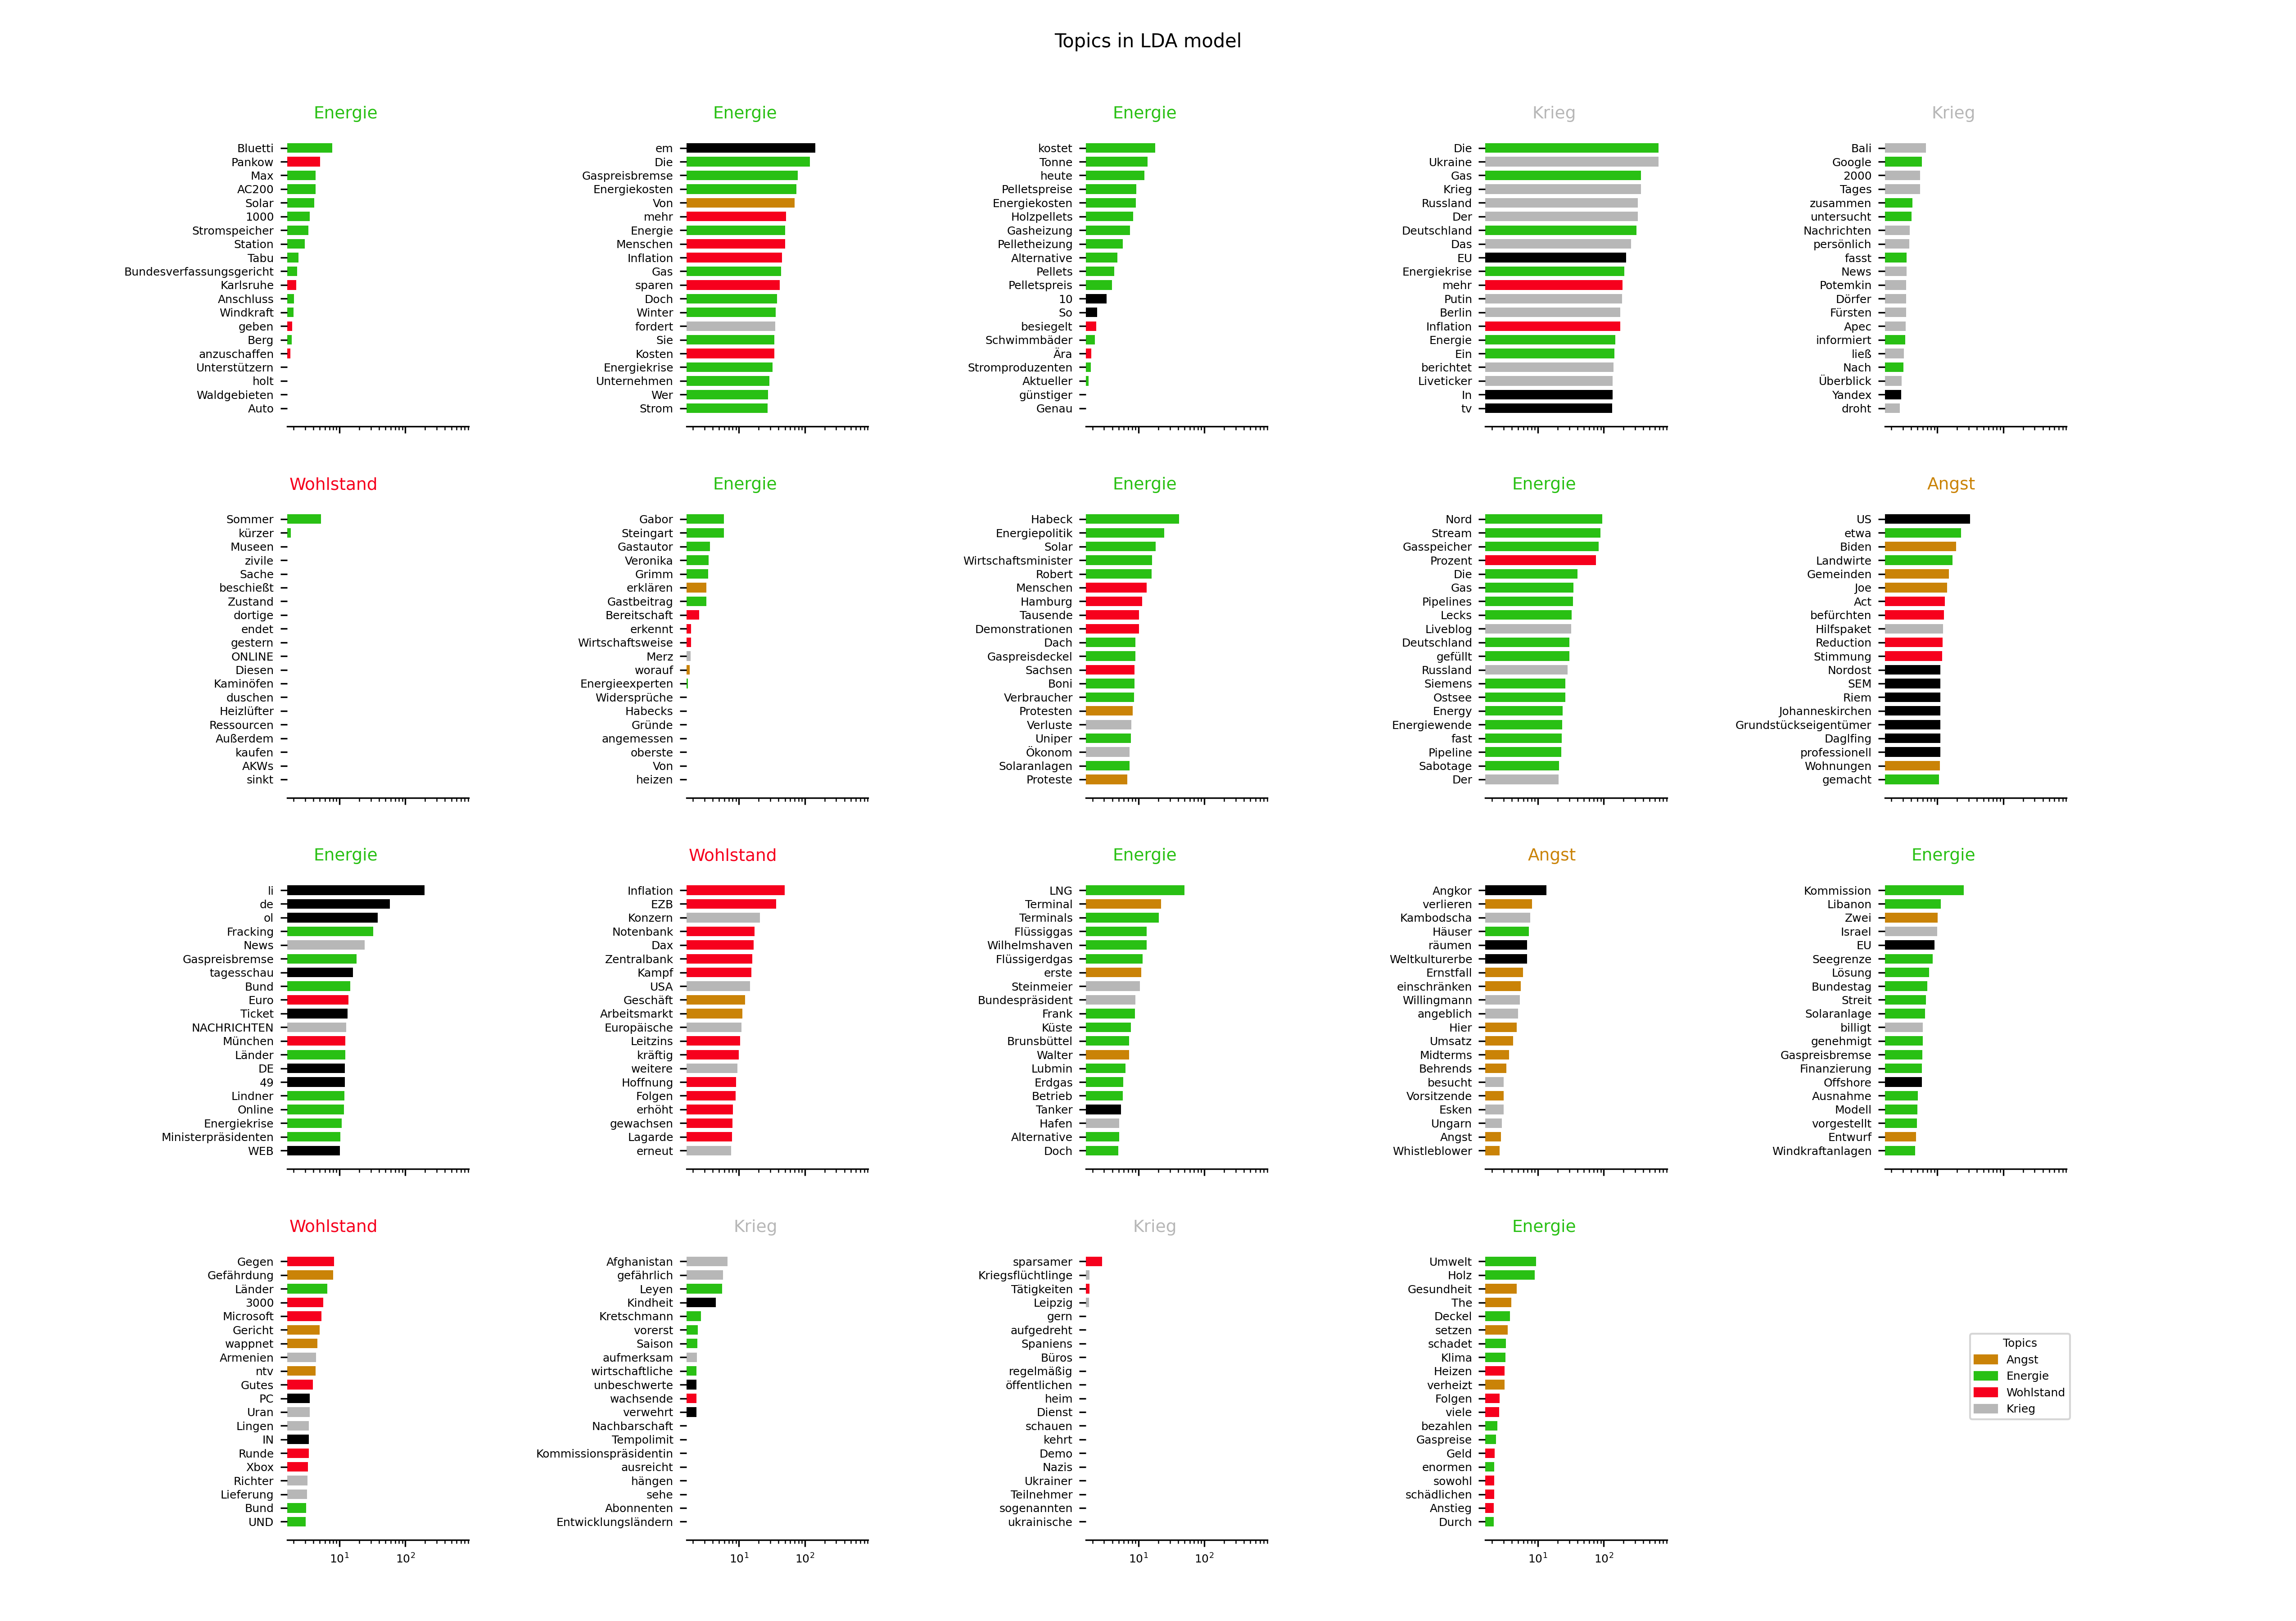 Topics in LDA model
Energie
Bluetti
Pankow
Max
AC200
Solar
1000
Stromspeicher
Station
Tabu
Bundesverfassungsgericht
Karlsruhe
Anschluss
Windkraft
geben
Berg
anzuschaffen
Unterstützern
holt
Waldgebieten
Auto
Energie
em
Die
Gaspreisbremse
Energiekosten
Von
mehr
Energie
Menschen
Inflation
Gas
sparen
Doch
Winter
fordert
Sie
Kosten
Energiekrise
Unternehmen
Wer
Strom
Energie
kostet
Tonne
heute
Pelletspreise
Energiekosten
Holzpellets
Gasheizung
Pelletheizung
Alternative
Pellets
Pelletspreis
10
So
besiegelt
Schwimmbäder
Ära
Stromproduzenten
Aktueller
günstiger
Genau
Krieg
Die
Ukraine
Gas
Krieg
Russland
Der
Deutschland
Das
EU
Energiekrise
mehr
Putin
Berlin
Inflation
Energie
Ein
berichtet
Liveticker
In
tv
Krieg
Bali
Google
2000
Tages
zusammen
untersucht
Nachrichten
persönlich
fasst
News
Potemkin
Dörfer
Fürsten
Apec
informiert
ließ
Nach
Überblick
Yandex
droht
Wohlstand
Sommer
kürzer
Museen
zivile
Sache
beschießt
Zustand
dortige
endet
gestern
ONLINE
Diesen
Kaminöfen
duschen
Heizlüfter
Ressourcen
Außerdem
kaufen
AKWs
sinkt
Energie
Gabor
Steingart
Gastautor
Veronika
Grimm
erklären
Gastbeitrag
Bereitschaft
erkennt
Wirtschaftsweise
Merz
worauf
Energieexperten
Widersprüche
Habecks
Gründe
angemessen
oberste
Von
heizen
Energie
Habeck
Energiepolitik
Solar
Wirtschaftsminister
Robert
Menschen
Hamburg
Tausende
Demonstrationen
Dach
Gaspreisdeckel
Sachsen
Boni
Verbraucher
Protesten
Verluste
Uniper
Ökonom
Solaranlagen
Proteste
Energie
Nord
Stream
Gasspeicher
Prozent
Die
Gas
Pipelines
Lecks
Liveblog
Deutschland
gefüllt
Russland
Siemens
Ostsee
Energy
Energiewende
fast
Pipeline
Sabotage
Der
Angst
US
etwa
Biden
Landwirte
Gemeinden
Joe
Act
befürchten
Hilfspaket
Reduction
Stimmung
Nordost
SEM
Riem
Johanneskirchen
Grundstückseigentümer
Daglfing
professionell
Wohnungen
gemacht
Energie
li
de
ol
Fracking
News
Gaspreisbremse
tagesschau
Bund
Euro
Ticket
NACHRICHTEN
München
Länder
DE
49
Lindner
Online
Energiekrise
Ministerpräsidenten
WEB
Wohlstand
Inflation
EZB
Konzern
Notenbank
Dax
Zentralbank
Kampf
USA
Geschäft
Arbeitsmarkt
Europäische
Leitzins
kräftig
weitere
Hoffnung
Folgen
erhöht
gewachsen
Lagarde
erneut
Energie
LNG
Terminal
Terminals
Flüssiggas
Wilhelmshaven
Flüssigerdgas
erste
Steinmeier
Bundespräsident
Frank
Küste
Brunsbüttel
Walter
Lubmin
Erdgas
Betrieb
Tanker
Hafen
Alternative
Doch
Angst
Angkor
verlieren
Kambodscha
Häuser
räumen
Weltkulturerbe
Ernstfall
einschränken
Willingmann
angeblich
Hier
Umsatz
Midterms
Behrends
besucht
Vorsitzende
Esken
Ungarn
Angst
Whistleblower
Energie
Kommission
Libanon
Zwei
Israel
EU
Seegrenze
Lösung
Bundestag
Streit
Solaranlage
billigt
genehmigt
Gaspreisbremse
Finanzierung
Offshore
Ausnahme
Modell
vorgestellt
Entwurf
Windkraftanlagen
Wohlstand
Gegen
Gefährdung
Länder
3000
Microsoft
Gericht
wappnet
Armenien
ntv
Gutes
PC
Uran
Lingen
IN
Runde
Xbox
Richter
Lieferung
Bund
UND
10¹ 10²
Krieg
Afghanistan
gefährlich
Leyen
Kindheit
Kretschmann
vorerst
Saison
aufmerksam
wirtschaftliche
unbeschwerte
wachsende
verwehrt
Nachbarschaft
Tempolimit
Kommissionspräsidentin
ausreicht
hängen
sehe
Abonnenten
Entwicklungsländern
10¹ 10²
Krieg
sparsamer
Kriegsflüchtlinge
Tätigkeiten
Leipzig
gern
aufgedreht
Spaniens
Büros
regelmäßig
öffentlichen
heim
Dienst
schauen
kehrt
Demo
Nazis
Ukrainer
Teilnehmer
sogenannten
ukrainische
10¹ 10²
Energie
Umwelt
Holz
Gesundheit
The
Deckel
setzen
schadet
Klima
Heizen
verheizt
Folgen
viele
bezahlen
Gaspreise
Geld
enormen
sowohl
schädlichen
Anstieg
Durch
10¹ 10²
Topics
Angst
Energie
Wohlstand
Krieg